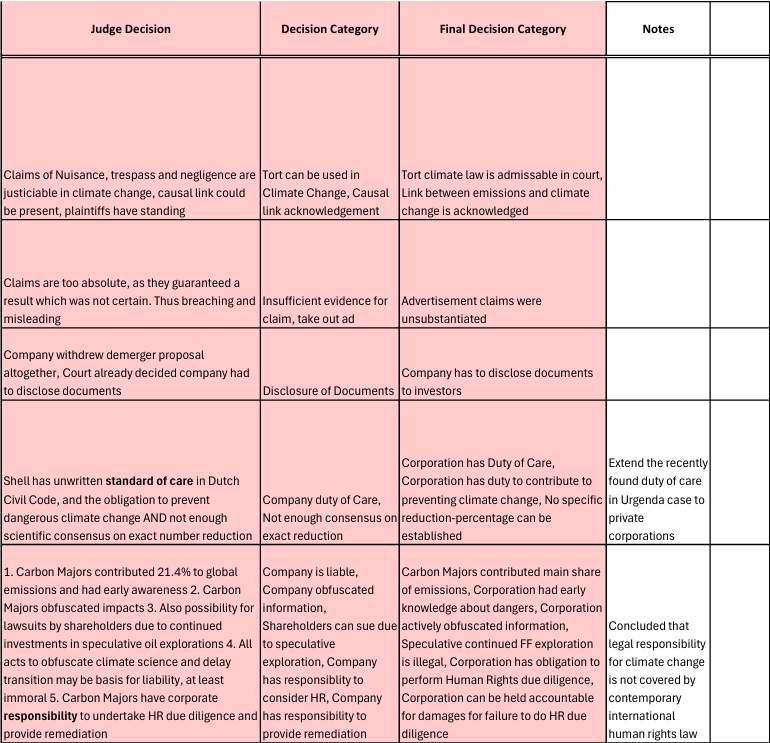 Judge Decision
Decision Category
Final Decision Category
Notes
Claims of Nuisance, trespass and negligence are
justiciable in climate change, causal link could
be present, plaintiffs have standing
Tort can be used in
Climate Change, Causal
link acknowledgement
Tort climate law is admissable in court,
Link between emissions and climate
change is acknowledged
Claims are too absolute, as they guaranteed a
result which was not certain. Thus breaching and
misleading
Insufficient evidence for
claim, take out ad
Advertisement claims were
unsubstantiated
Company withdrew demerger proposal
altogether, Court already decided company had
to disclose documents
Disclosure of Documents
Company has to disclose documents
to investors
Shell has unwritten standard of care in Dutch
Civil Code, and the obligation to prevent
dangerous climate change AND not enough
scientific consensus on exact number reduction
Company duty of Care,
Not enough consensus on
exact reduction
Corporation has Duty of Care,
Corporation has duty to contribute to
preventing climate change, No specific
reduction-percentage can be
established
Extend the recently
found duty of care
in Urgenda case to
private
corporations
1. Carbon Majors contributed 21.4% to global
emissions and had early awareness 2. Carbon
Majors obfuscated impacts 3. Also possibility for
lawsuits by shareholders due to continued
investments in speculative oil explorations 4. All
acts to obfuscate climate science and delay
transition may be basis for liability, at least
immoral 5. Carbon Majors have corporate
responsibility to undertake HR due diligence and
provide remediation
Company is liable,
Company obfuscated
information,
Shareholders can sue due
to speculative
exploration, Company
has responsiblity to
consider HR, Company
has responsibility to
provide remediation
Carbon Majors contributed main share
of emissions, Corporation had early
knowledge about dangers, Corporation
actively obfuscated information,
Speculative continued FF exploration
is illegal, Corporation has obligation to
perform Human Rights due diligence,
Corporation can be held accountable
for damages for failure to do HR due
diligence
Concluded that
legal responsibility
for climate change
is not covered by
contemporary
international
human rights law